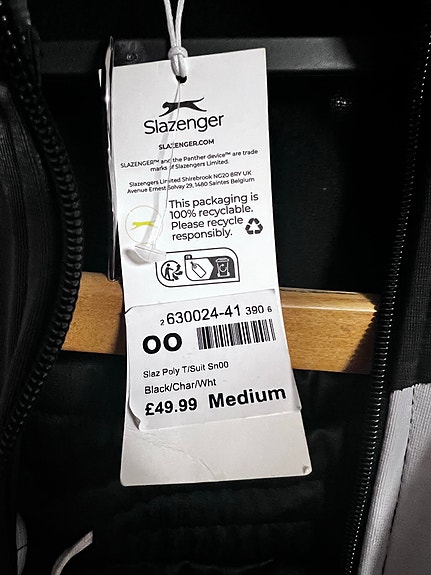 Slazenger
SLAZENGER.COM
SLAZENGER™ and the Panther device™ are trade
marks of Slazengers Limited.
Slazengers Limited Shirebrook NG20 8RY UK
Avenue Ernest Solvay 29, 1480 Saintes Belgium
This packaging is
100% recyclable.
Please recycle
responsibly.
2 630024-41 390 6
00
Slaz Poly T/Suit Sn00
Black/Char/Wht
£49.99 Medium